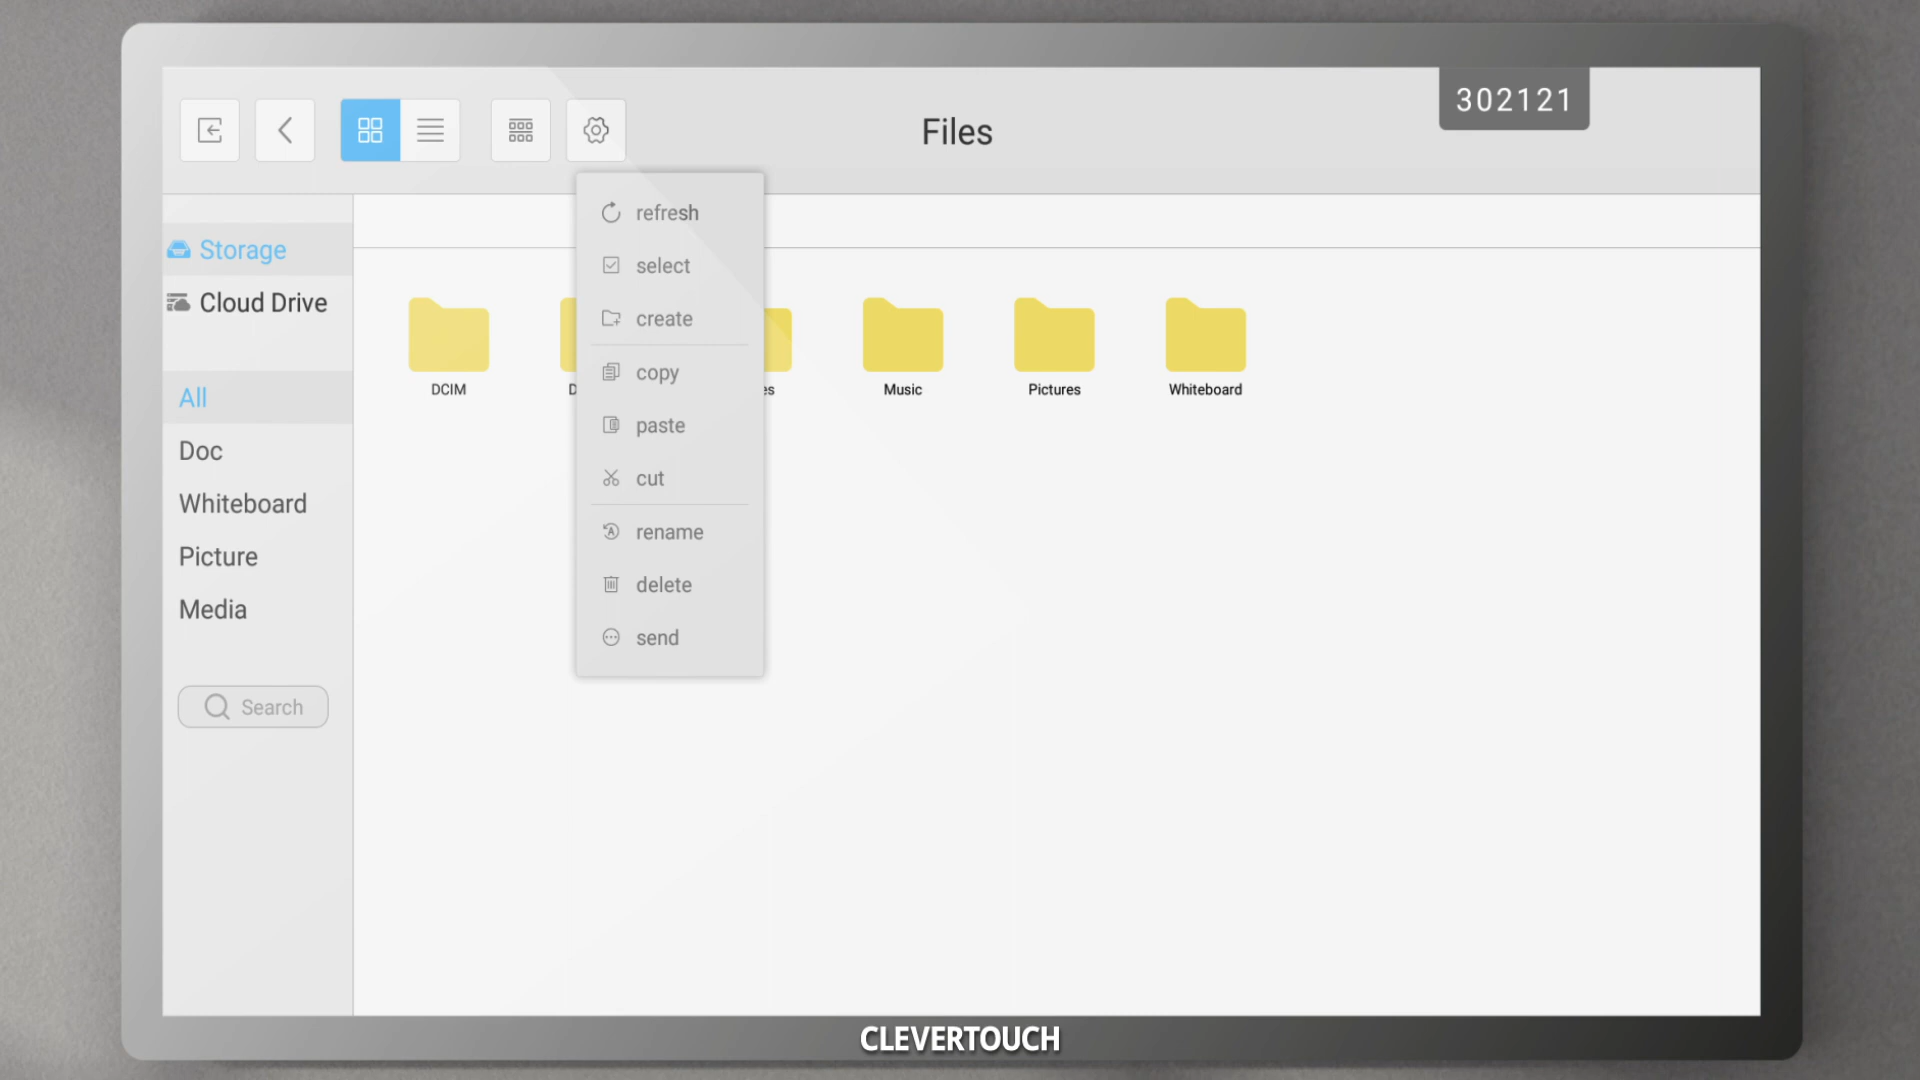 302121
Files
Storage
Cloud Drive
All
Doc
Whiteboard
Picture
Media
Search
refresh
select
create
copy
paste
cut
rename
delete
send
DCIM
D
es
Music
Pictures
Whiteboard
CLEVERTOUCH